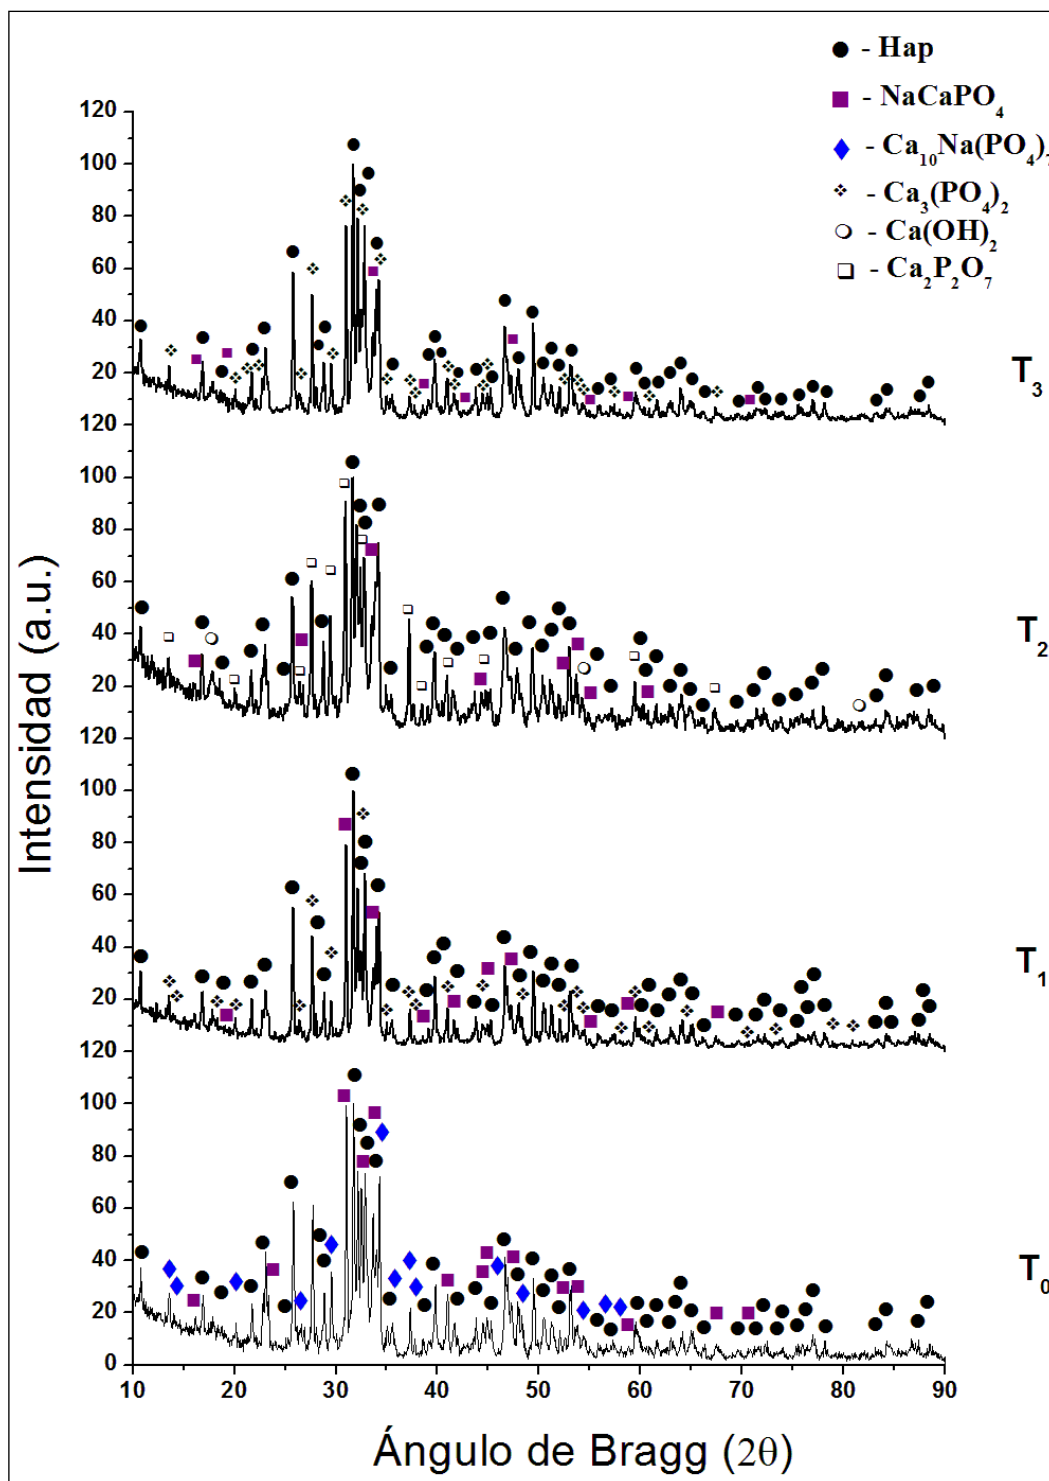 ● - Hap
■ - NaCaPO4
◆ - Ca10Na(PO4)7
- Ca3(PO4)2
○ - Ca(OH)2
□ - Ca2P2O7
Intensidad (a.u.)
120
100
80
60
40
20
T3
120
100
80
60
40
20
T2
120
100
80
60
40
20
T1
120
100
80
60
40
20
0
T0
10 20 30 40 50 60 70 80 90
Ángulo de Bragg (2θ)